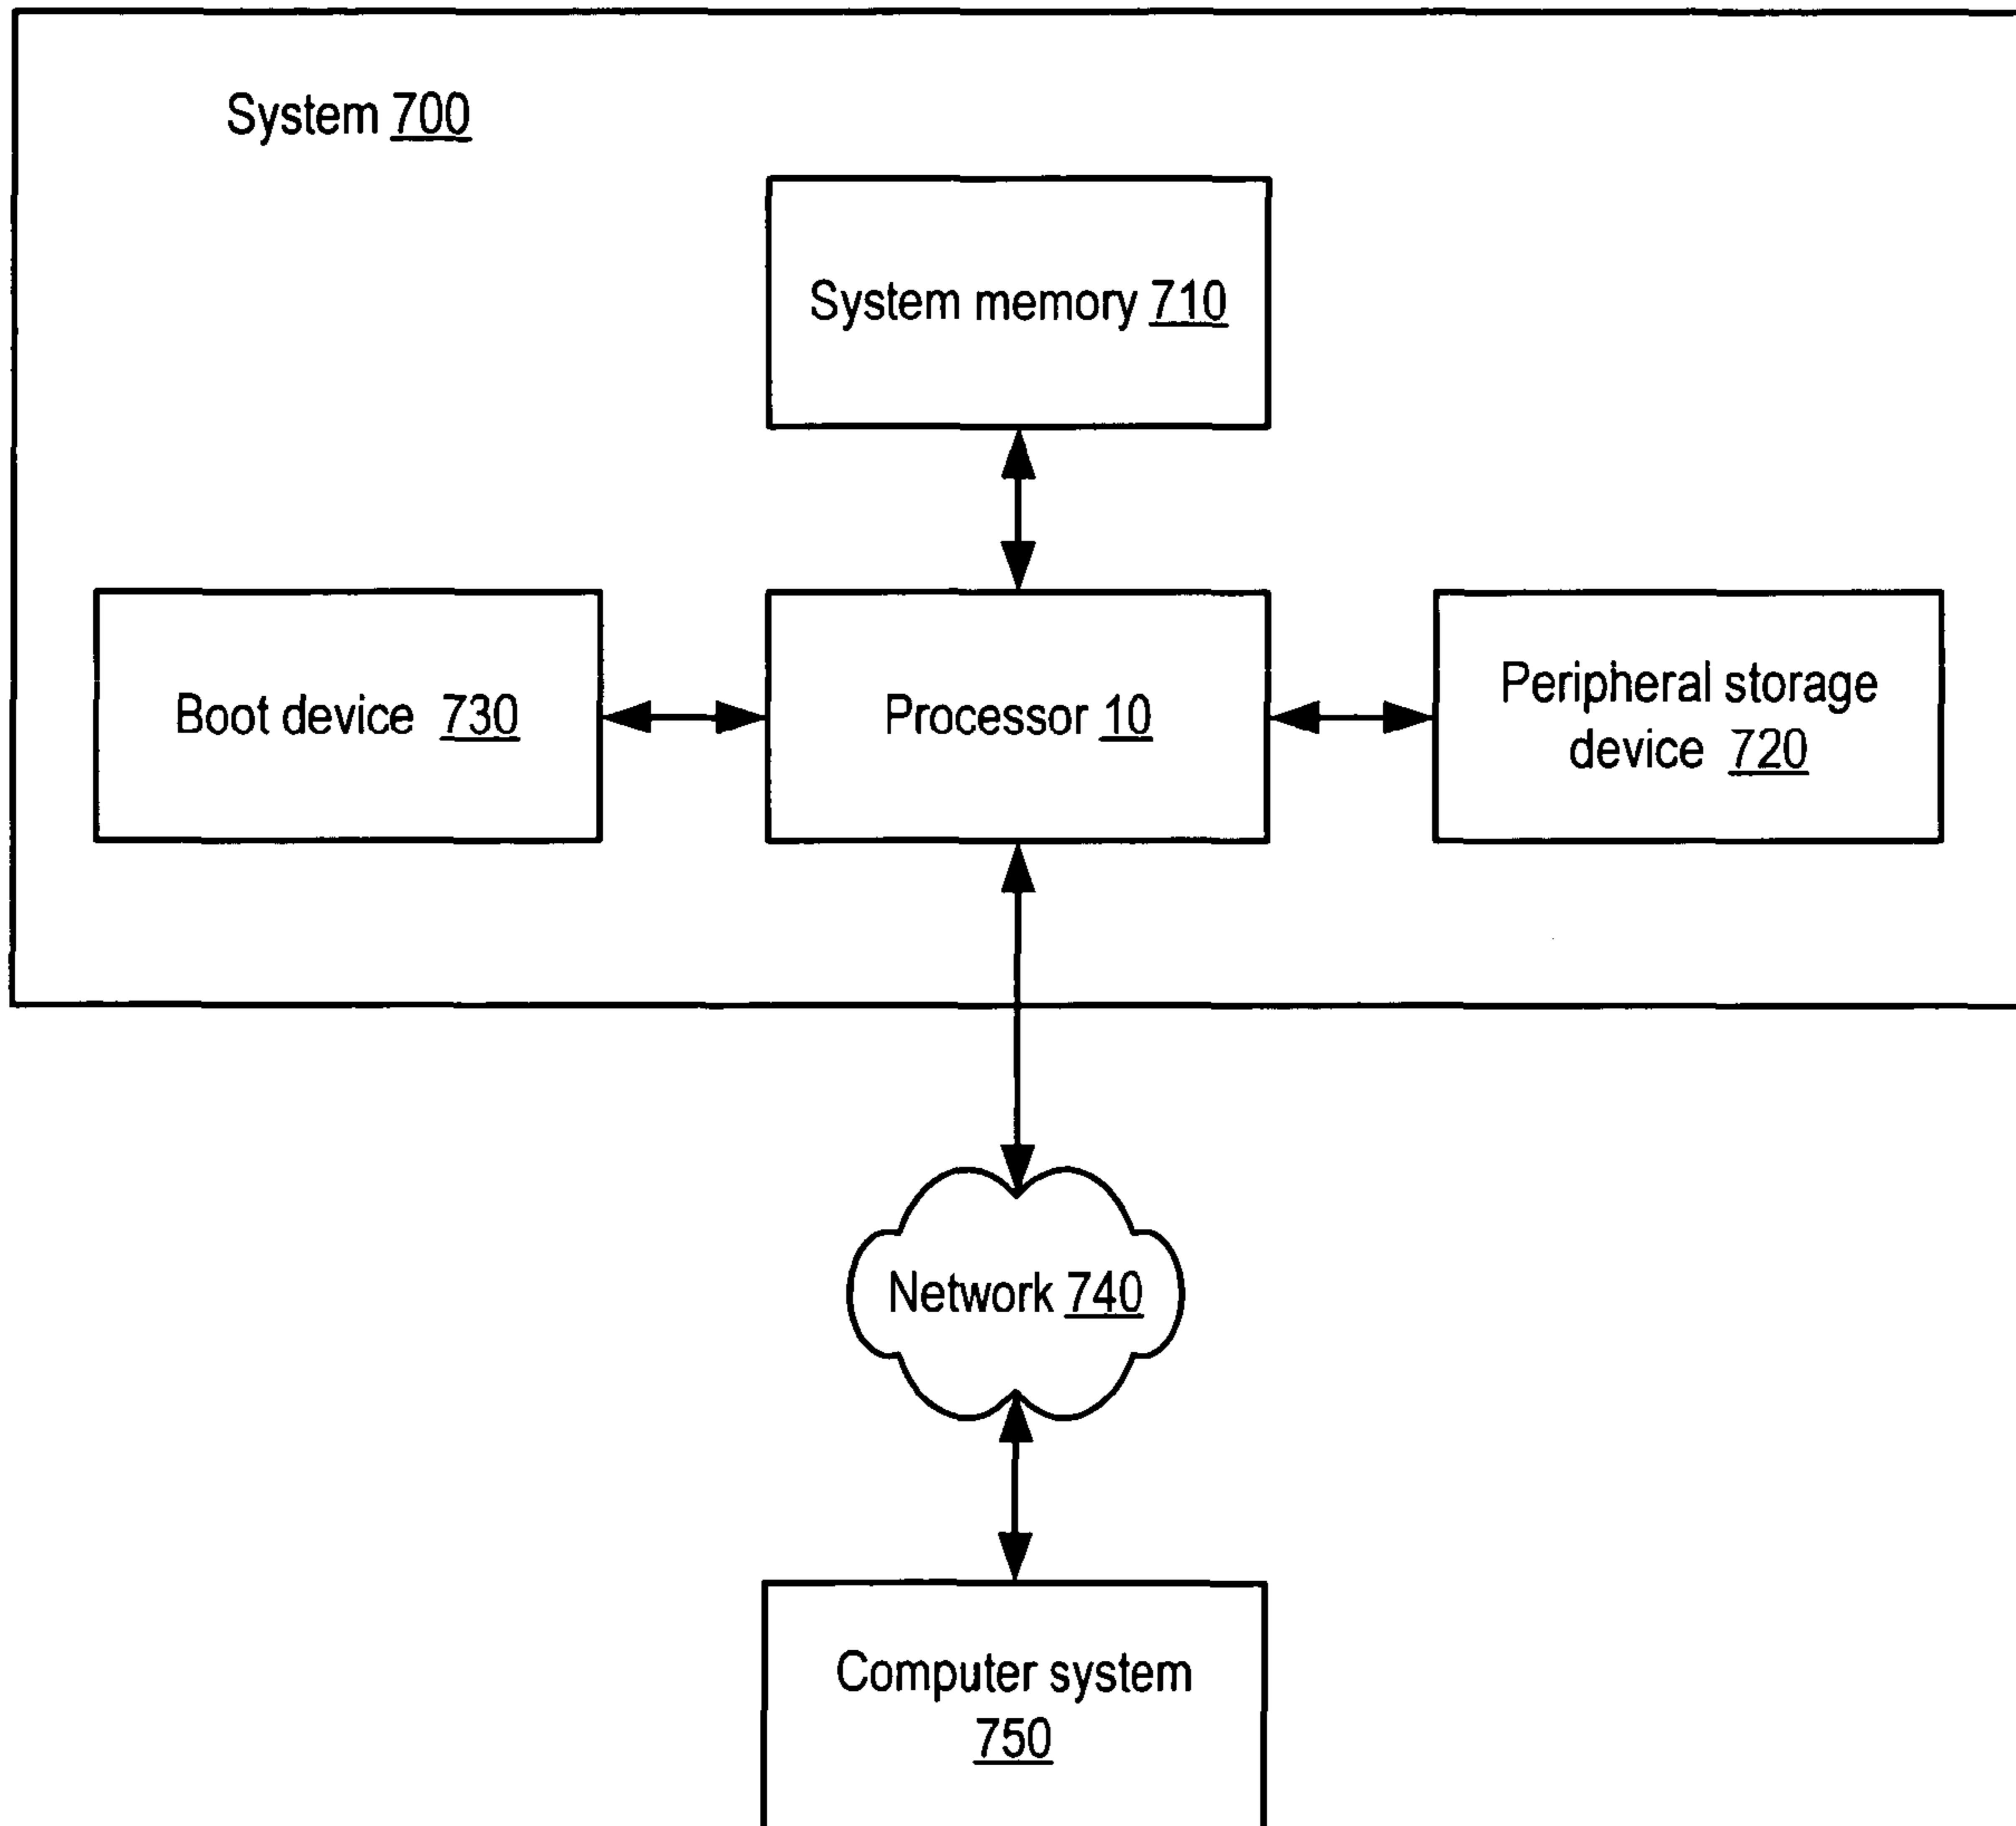 System 700
System memory 710
Boot device 730
Processor 10
Peripheral storage
device 720
Network 740
Computer system
750